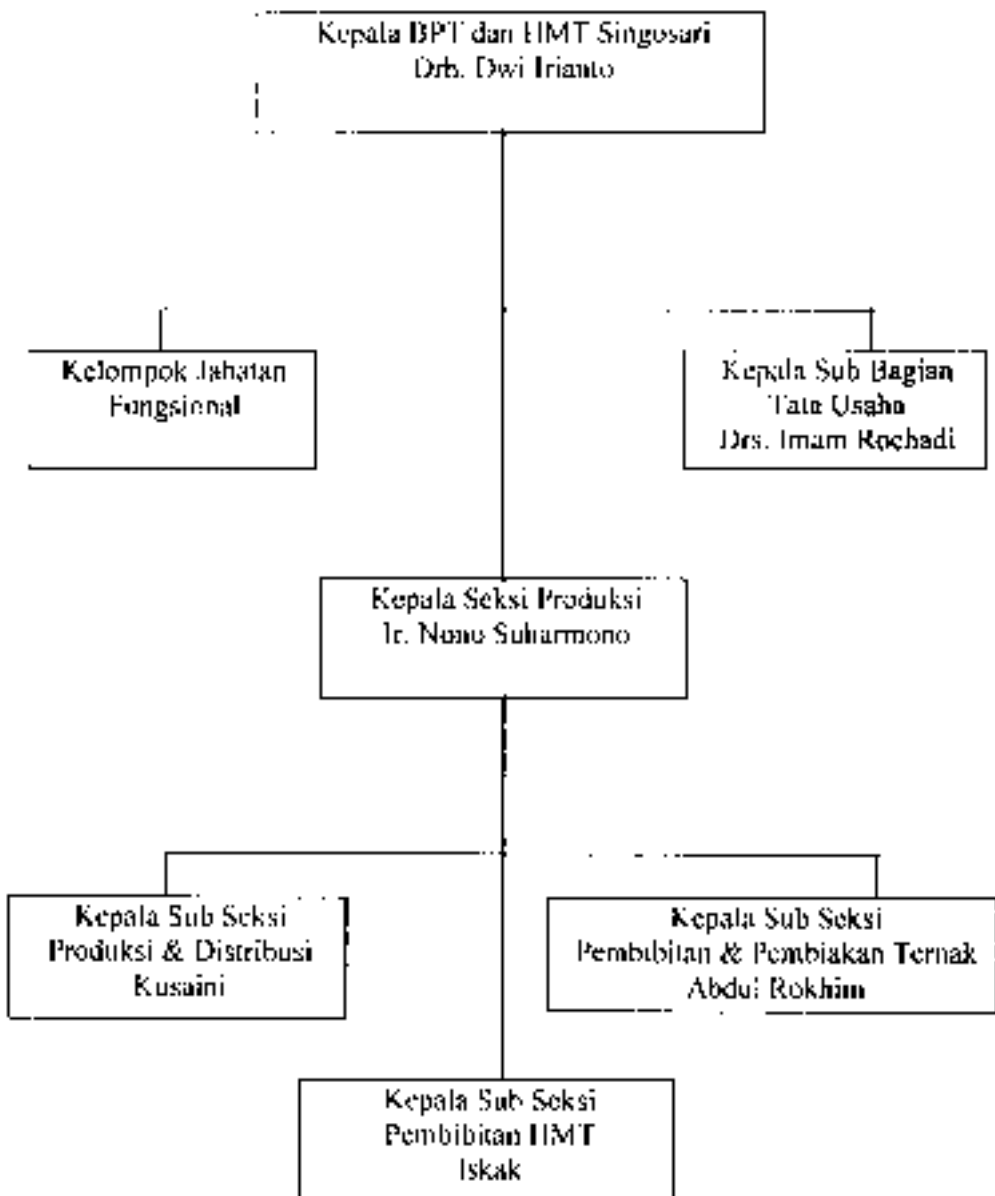 Kepala BPT dan HMT Singosari
Drh. Dwi Irianto
Kelompok Jabatan
Fungsional
Kepala Sub Bagian
Tata Usaha
Drs. Imam Rochadi
Kepala Seksi Produksi
Ir. Nono Suharmono
Kepala Sub Seksi
Produksi & Distribusi
Kusaini
Kepala Sub Seksi
Pembibitan & Pembiakan Ternak
Abdul Rokhim
Kepala Sub Seksi
Pembibitan HMT
Iskak